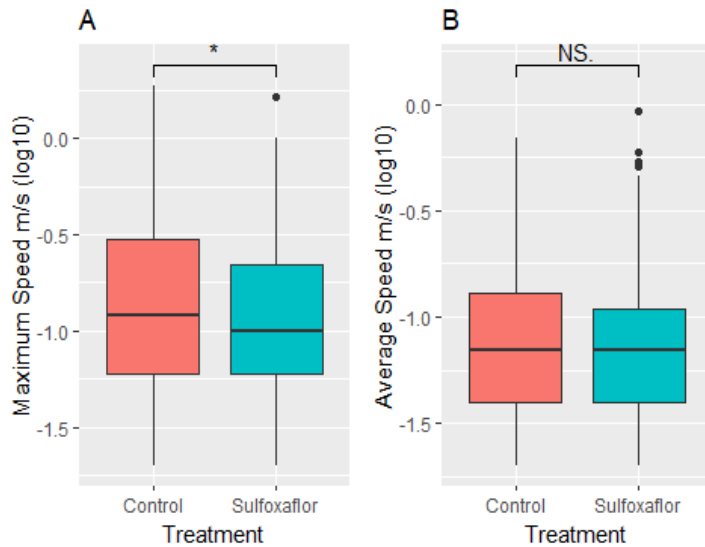 A
*
Maximum Speed m/s (log10)
0.0
-0.5
-1.0
-1.5
Control
Sulfoxaflor
Treatment
B
NS.
Average Speed m/s (log10)
0.0
-0.5
-1.0
-1.5
Control
Sulfoxaflor
Treatment